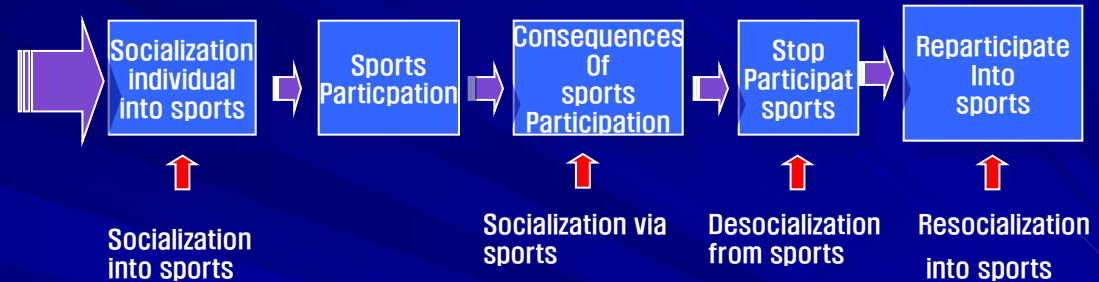 Socialization
individual
into sports
Sports
Particpation
Consequences
Of
sports
Participation
Stop
Participat
sports
Reparticipate
Into
sports
Socialization
into sports
Socialization via
sports
Desocialization
from sports
Resocialization
into sports